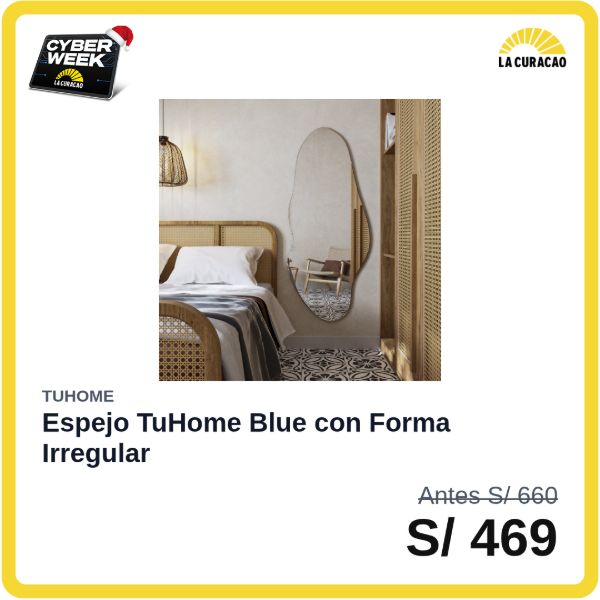 CYBER
WEEK
LA CURACAO
LA CURACAO
TUHOME
Espejo TuHome Blue con Forma
Irregular
Antes S/ 660
S/ 469